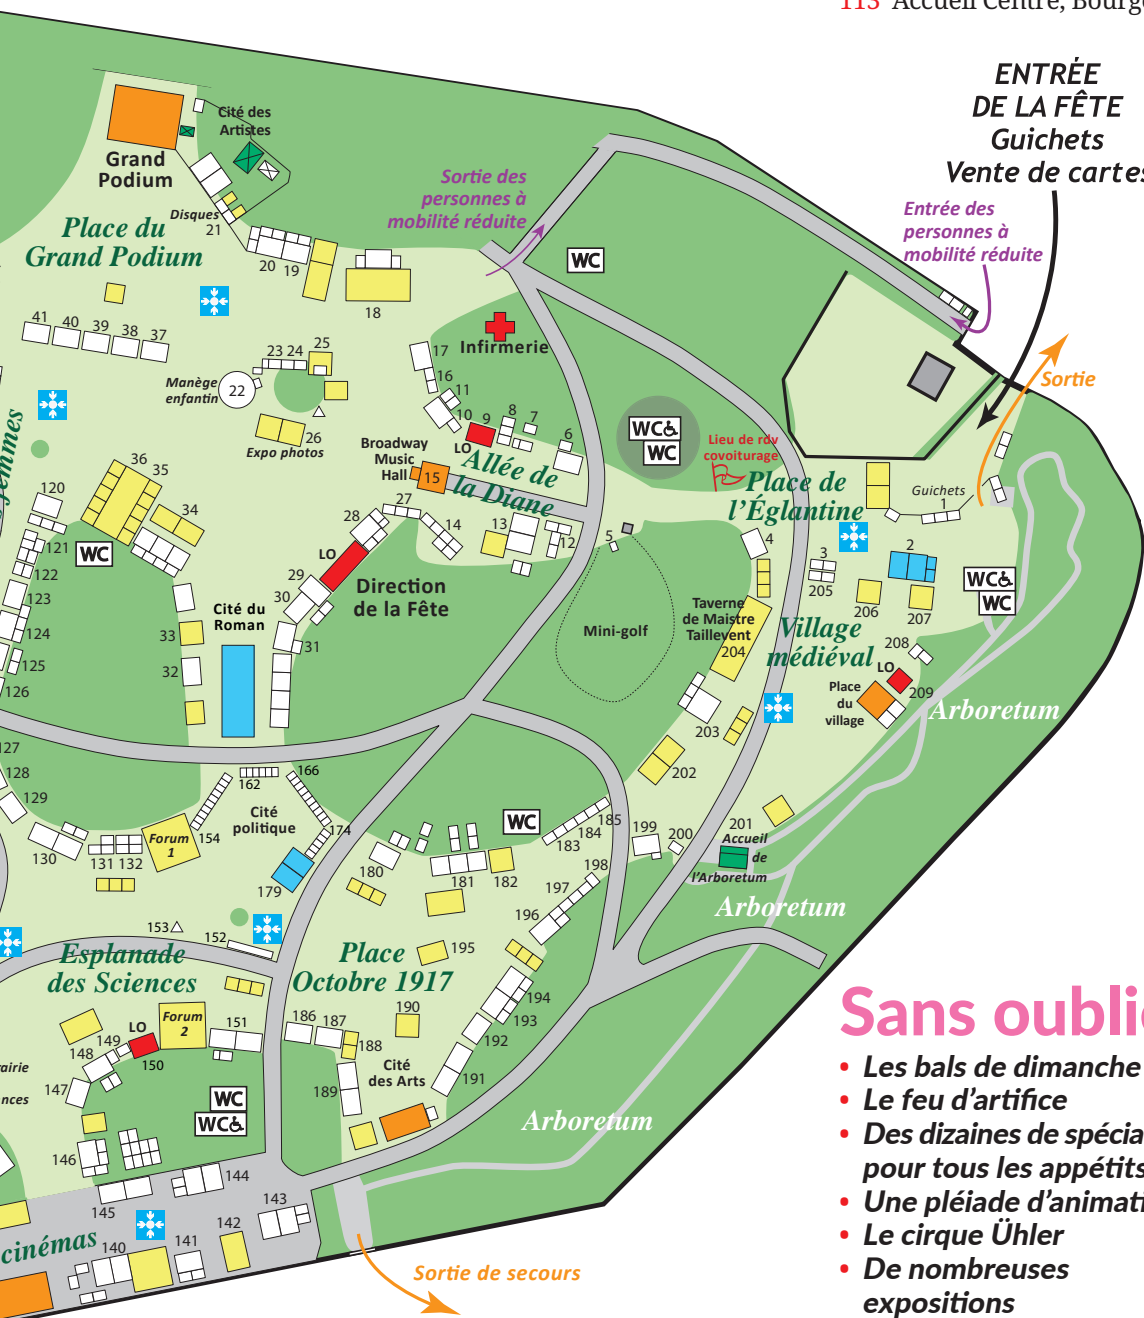 113 Accueil Centre, Bourgo
ENTRÉE
DE LA FÊTE
Guichets
Vente de cartes
Cité des
Artistes
Grand
Podium
Disques
21
Place du
Grand Podium
20 19
18
Sortie des
personnes à
mobilité réduite
Entrée des
personnes à
mobilité réduite
WC
Sortie
41 40 39 38 37
Infirmerie
23 24 25
Manège
enfantin
22
17
16
11
10 9 8 7
6
LO
26
Expo photos
Broadway
Music
Hall
15
Allée de
la Diane
WC
WC
Lieu de rdv
covoiturage
Place de
l’Églantine
Guichets
1
femmes
36 35
34
120
121
122
123
124
125
126
WC
27
28
14
13
12
5
4
3
205
2
206
207
WC
WC
LO
29
30
31
Direction
de la Fête
Cité du
Roman
33
32
Mini-golf
Taverne
de Maistre
Taillevent
204
Village
médiéval
208
LO
209
Place
du
village
Arboretum
203
202
127
128
129
130
131 132
Forum
1
154
162
166
Cité
politique
174
179
WC
185
184
183
180
181 182
198
197
196
199 200
201
Accueil
de
l’Arboretum
Arboretum
153
152
Esplanade
des Sciences
Place
Octobre 1917
195
194
193
192
191
190
186 187
188
189
Cité
des Arts
LO
Forum
2
151
150
149
148
147
airie
nces
WC
WC
146
145
144
143
142
141
140
cinémas
Arboretum
Sortie de secours
Sans oublie
• Les bals de dimanche
• Le feu d’artifice
• Des dizaines de spécia
pour tous les appétits
• Une pléiade d’animati
• Le cirque Ühler
• De nombreuses
expositions